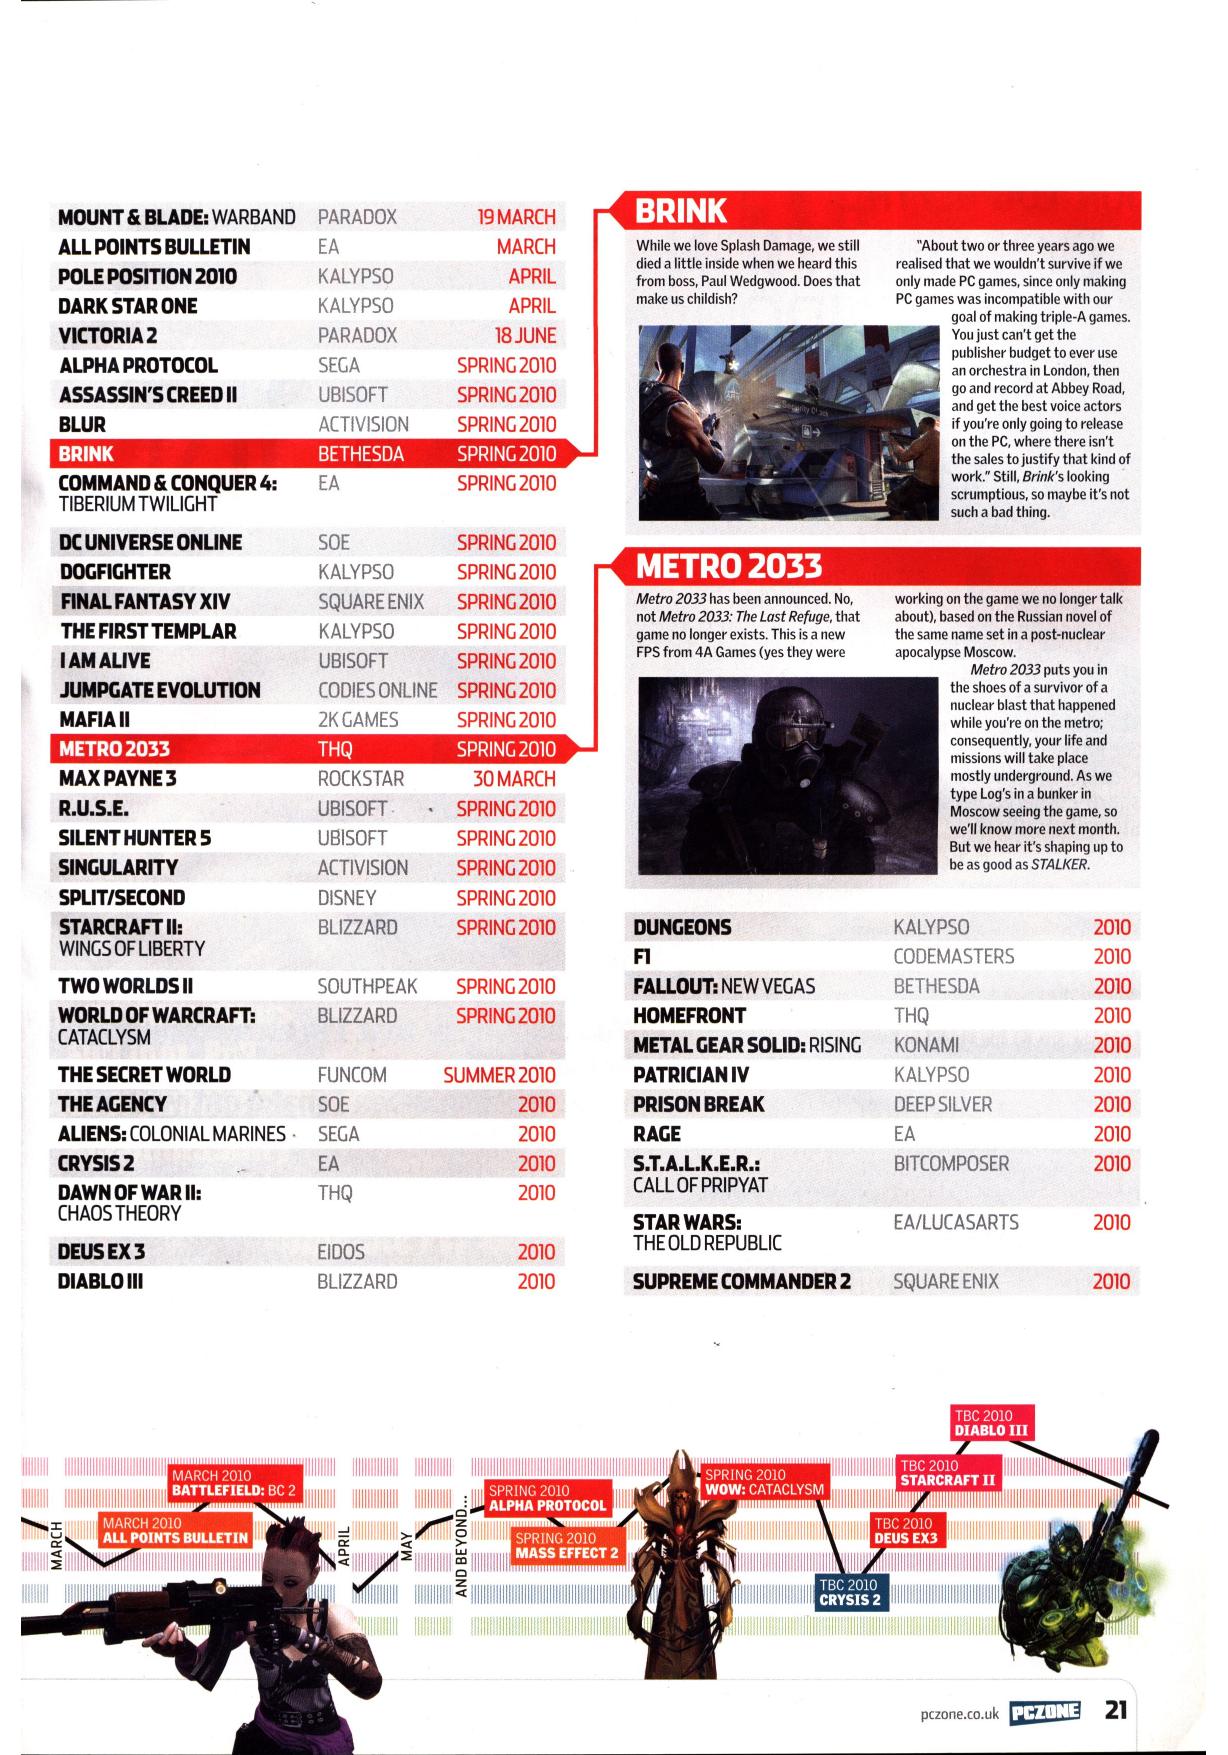 MOUNT & BLADE: WARBAND PARADOX 19 MARCH
ALL POINTS BULLETIN EA MARCH
POLE POSITION 2010 KALYPSO APRIL
DARK STAR ONE KALYPSO APRIL
VICTORIA 2 PARADOX 18 JUNE
ALPHA PROTOCOL SEGA SPRING 2010
ASSASSIN'S CREED II UBISOFT SPRING 2010
BLUR ACTIVISION SPRING 2010
BRINK BETHESDA SPRING 2010
COMMAND & CONQUER 4: EA SPRING 2010
TIBERIUM TWILIGHT
DC UNIVERSE ONLINE SOE SPRING 2010
DOGFIGHTER KALYPSO SPRING 2010
FINAL FANTASY XIV SQUARE ENIX SPRING 2010
THE FIRST TEMPLAR KALYPSO SPRING 2010
I AM ALIVE UBISOFT SPRING 2010
JUMPGATE EVOLUTION CODIES ONLINE SPRING 2010
MAFIA II 2K GAMES SPRING 2010
METRO 2033 THQ SPRING 2010
MAX PAYNE 3 ROCKSTAR 30 MARCH
R.U.S.E. UBISOFT SPRING 2010
SILENT HUNTER 5 UBISOFT SPRING 2010
SINGULARITY ACTIVISION SPRING 2010
SPLIT/SECOND DISNEY SPRING 2010
STARCRAFT II: BLIZZARD SPRING 2010
WINGS OF LIBERTY
TWO WORLDS II SOUTHPEAK SPRING 2010
WORLD OF WARCRAFT: BLIZZARD SPRING 2010
CATACLYSM
THE SECRET WORLD FUNCOM SUMMER 2010
THE AGENCY SOE 2010
ALIENS: COLONIAL MARINES SEGA 2010
CRYSIS 2 EA 2010
DAWN OF WAR II: THQ 2010
CHAOS THEORY
DEUS EX 3 EIDOS 2010
DIABLO III BLIZZARD 2010
BRINK
While we love Splash Damage, we still
died a little inside when we heard this
from boss, Paul Wedgwood. Does that
make us childish?
"About two or three years ago we
realised that we wouldn't survive if we
only made PC games, since only making
PC games was incompatible with our
goal of making triple-A games.
You just can't get the
publisher budget to ever use
an orchestra in London, then
go and record at Abbey Road,
and get the best voice actors
if you're only going to release
on the PC, where there isn't
the sales to justify that kind of
work." Still, Brink's looking
scrumptious, so maybe it's not
such a bad thing.
METRO 2033
Metro 2033 has been announced. No,
not Metro 2033: The Last Refuge, that
game no longer exists. This is a new
FPS from 4A Games (yes they were
working on the game we no longer talk
about), based on the Russian novel of
the same name set in a post-nuclear
apocalypse Moscow.
Metro 2033 puts you in
the shoes of a survivor of a
nuclear blast that happened
while you're on the metro;
consequently, your life and
missions will take place
mostly underground. As we
type Log's in a bunker in
Moscow seeing the game, so
we'll know more next month.
But we hear it's shaping up to
be as good as STALKER.
DUNGEONS KALYPSO 2010
F1 CODEMASTERS 2010
FALLOUT: NEW VEGAS BETHESDA 2010
HOMEFRONT THQ 2010
METAL GEAR SOLID: RISING KONAMI 2010
PATRICIAN IV KALYPSO 2010
PRISON BREAK DEEP SILVER 2010
RAGE EA 2010
S.T.A.L.K.E.R.: BITCOMPOSER 2010
CALL OF PRIPYAT
STAR WARS: EA/LUCASARTS 2010
THE OLD REPUBLIC
SUPREME COMMANDER 2 SQUARE ENIX 2010
MARCH
MARCH 2010
ALL POINTS BULLETIN
MARCH 2010
BATTLEFIELD: BC 2
APRIL
MAY
AND BEYOND...
SPRING 2010
ALPHA PROTOCOL
SPRING 2010
MASS EFFECT 2
SPRING 2010
WOW: CATACLYSM
TBC 2010
CRYSIS 2
TBC 2010
DEUS EX3
TBC 2010
STARCRAFT II
TBC 2010
DIABLO III
pczone.co.uk PCZONE 21